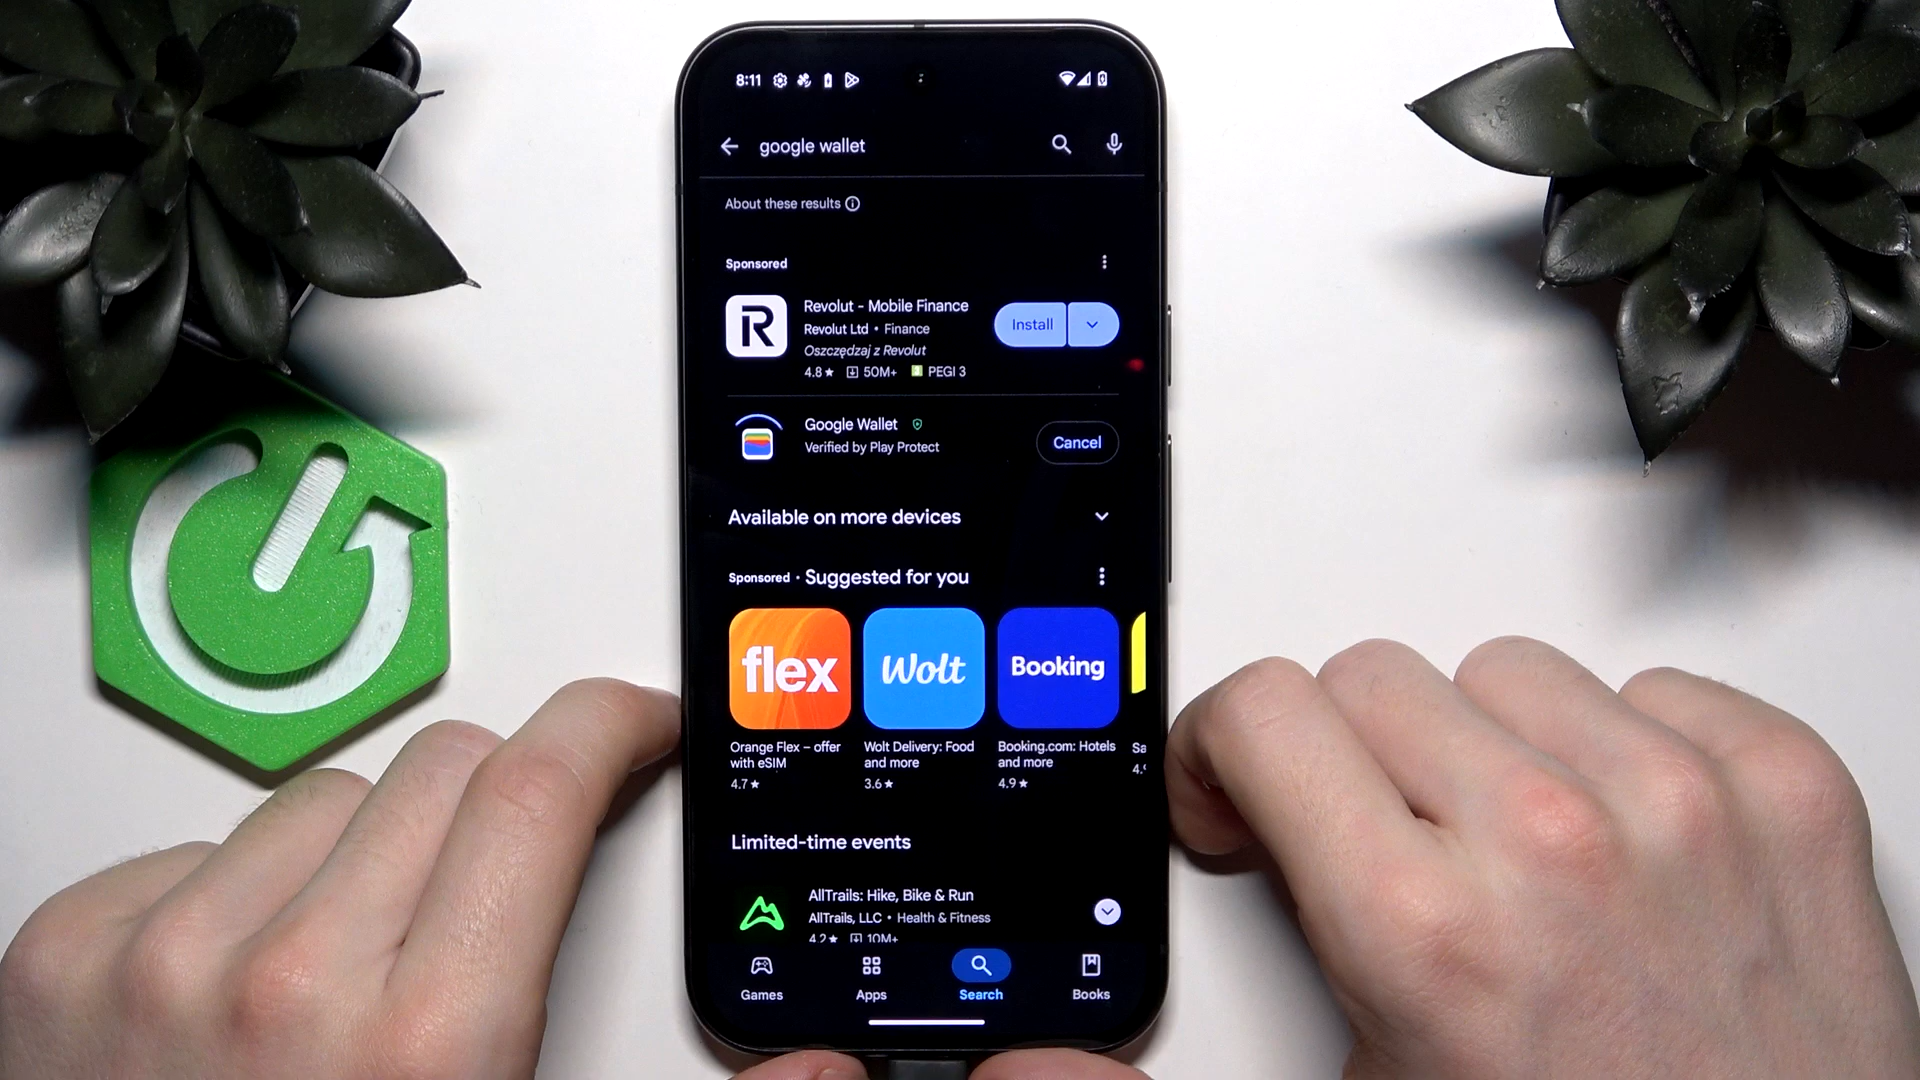 8:11
google wallet
About these results
Sponsored
Revolut - Mobile Finance
Revolut Ltd • Finance
Oszczędzaj z Revolut
4.8★ 50M+ 3 PEGI 3
Install
Google Wallet
Verified by Play Protect
Cancel
Available on more devices
Sponsored · Suggested for you
flex
Wolt
Booking
Orange Flex – offer with eSIM
4.7★
Wolt Delivery: Food and more
3.6★
Booking.com: Hotels and more
4.9★
Sa
Limited-time events
AllTrails: Hike, Bike & Run
AllTrails, LLC • Health & Fitness
4.2★ 10M+
Games
Apps
Search
Books